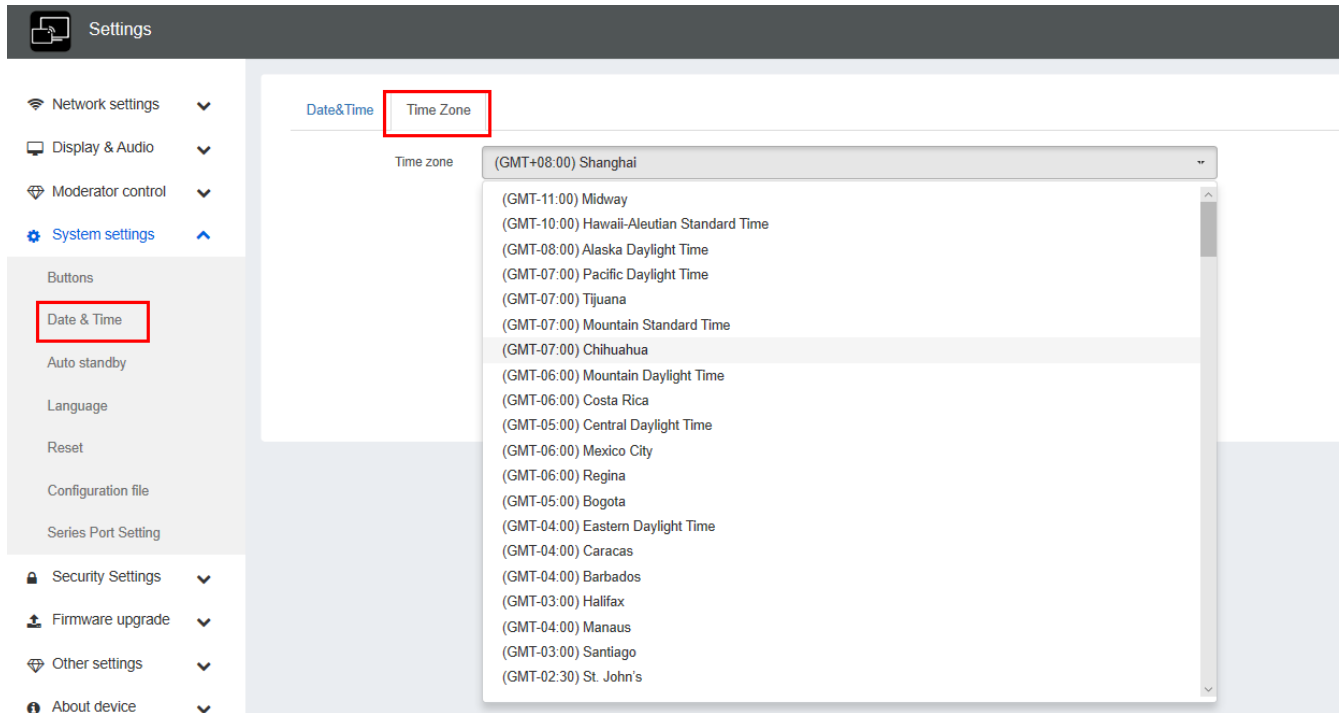 Settings
Network settings
Display & Audio
Moderator control
System settings
Buttons
Date & Time
Auto standby
Language
Reset
Configuration file
Series Port Setting
Security Settings
Firmware upgrade
Other settings
About device
Date&Time Time Zone
Time zone (GMT+08:00) Shanghai
(GMT-11:00) Midway
(GMT-10:00) Hawaii-Aleutian Standard Time
(GMT-08:00) Alaska Daylight Time
(GMT-07:00) Pacific Daylight Time
(GMT-07:00) Tijuana
(GMT-07:00) Mountain Standard Time
(GMT-07:00) Chihuahua
(GMT-06:00) Mountain Daylight Time
(GMT-06:00) Costa Rica
(GMT-05:00) Central Daylight Time
(GMT-06:00) Mexico City
(GMT-06:00) Regina
(GMT-05:00) Bogota
(GMT-04:00) Eastern Daylight Time
(GMT-04:00) Caracas
(GMT-04:00) Barbados
(GMT-03:00) Halifax
(GMT-04:00) Manaus
(GMT-03:00) Santiago
(GMT-02:30) St. John's